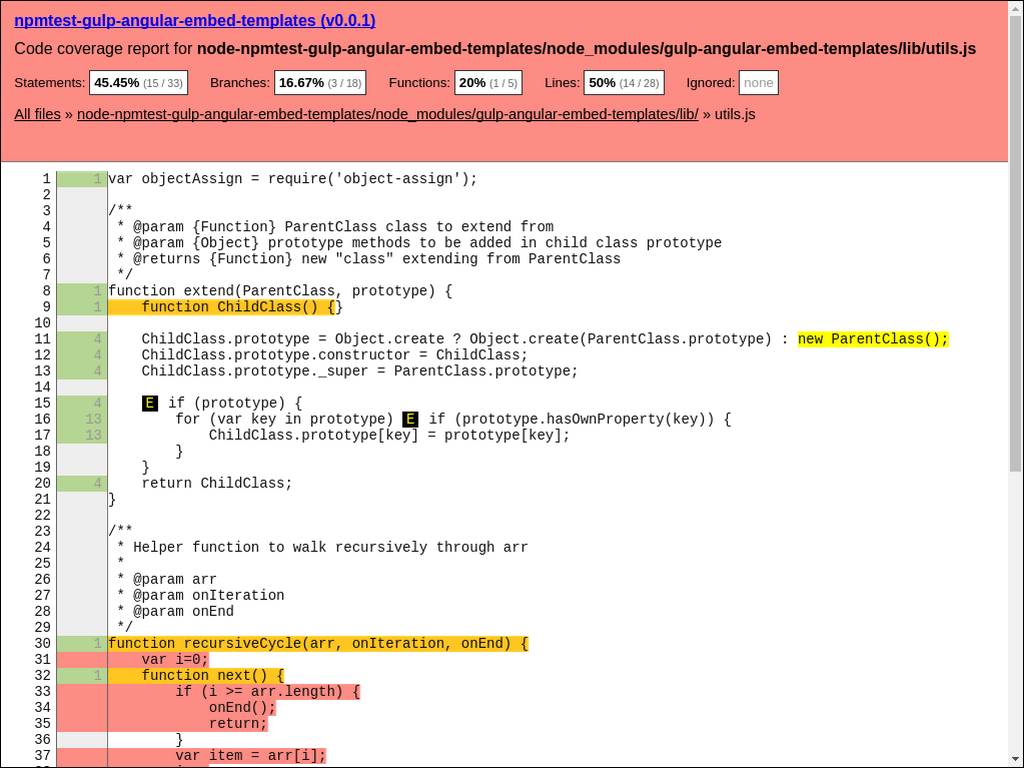 npmtest-gulp-angular-embed-templates (v0.0.1)
Code coverage report for node-npmtest-gulp-angular-embed-templates/node_modules/gulp-angular-embed-templates/lib/utils.js
Statements: 45.45% (15 / 33) Branches: 16.67% (3 / 18) Functions: 20% (1 / 5) Lines: 50% (14 / 28) Ignored: none
All files » node-npmtest-gulp-angular-embed-templates/node_modules/gulp-angular-embed-templates/lib/ » utils.js
1 1 var objectAssign = require('object-assign');
2
3 /**
4 * @param {Function} ParentClass class to extend from
5 * @param {Object} prototype methods to be added in child class prototype
6 * @returns {Function} new "class" extending from ParentClass
7 */
8 1 function extend(ParentClass, prototype) {
9 1 function ChildClass() {}
10
11 4 ChildClass.prototype = Object.create ? Object.create(ParentClass.prototype) : new ParentClass();
12 4 ChildClass.prototype.constructor = ChildClass;
13 4 ChildClass.prototype._super = ParentClass.prototype;
14
15 4 E if (prototype) {
16 13 for (var key in prototype) E if (prototype.hasOwnProperty(key)) {
17 13 ChildClass.prototype[key] = prototype[key];
18 }
19 }
20 4 return ChildClass;
21 }
22
23 /**
24 * Helper function to walk recursively through arr
25 *
26 * @param arr
27 * @param onIteration
28 * @param onEnd
29 */
30 1 function recursiveCycle(arr, onIteration, onEnd) {
31 var i=0;
32 1 function next() {
33 if (i >= arr.length) {
34 onEnd();
35 return;
36 }
37 var item = arr[i];